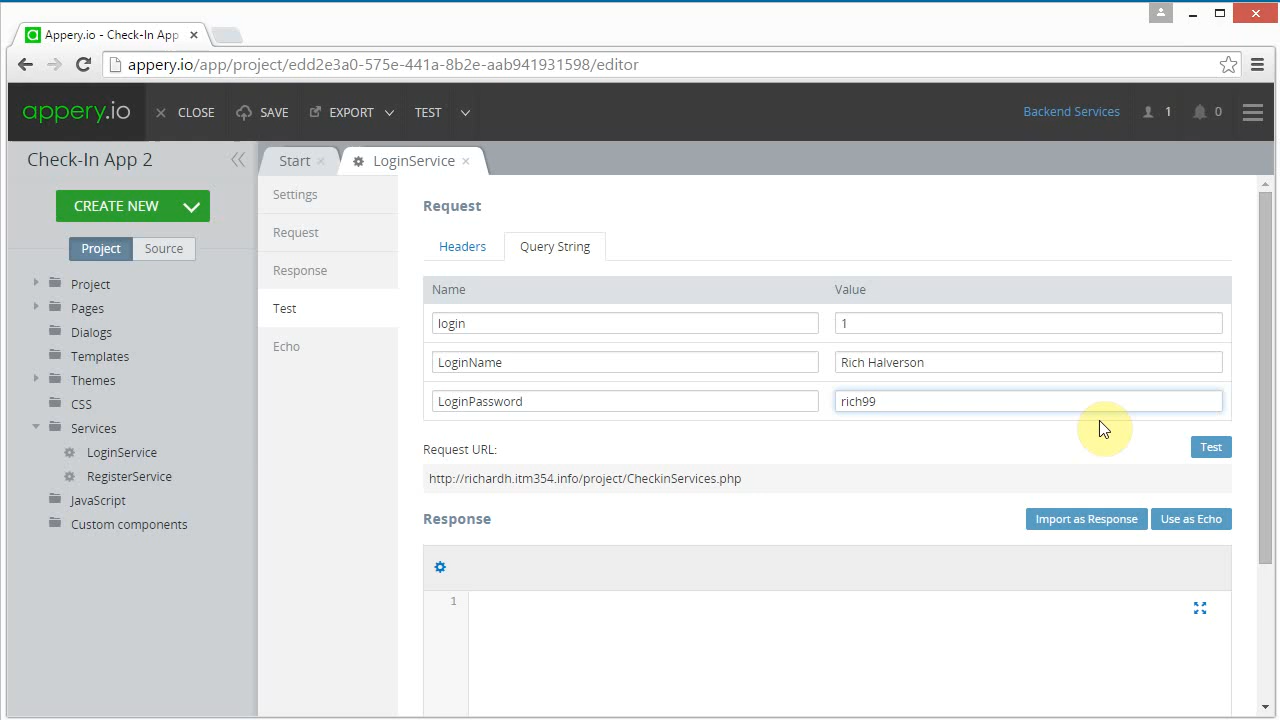 Appery.io - Check-In App
appery.io/app/project/edd2e3a0-575e-441a-8b2e-aab941931598/editor
appery.io CLOSE SAVE EXPORT TEST Backend Services 1 0
Check-In App 2
Start LoginService
CREATE NEW
Project Source
Project
Pages
Dialogs
Templates
Themes
CSS
Services
LoginService
RegisterService
JavaScript
Custom components
Settings
Request
Response
Test
Echo
Request
Headers Query String
Name Value
login 1
LoginName Rich Halverson
LoginPassword rich99
Request URL: Test
http://richardh.itm354.info/project/CheckinServices.php
Response Import as Response Use as Echo
1